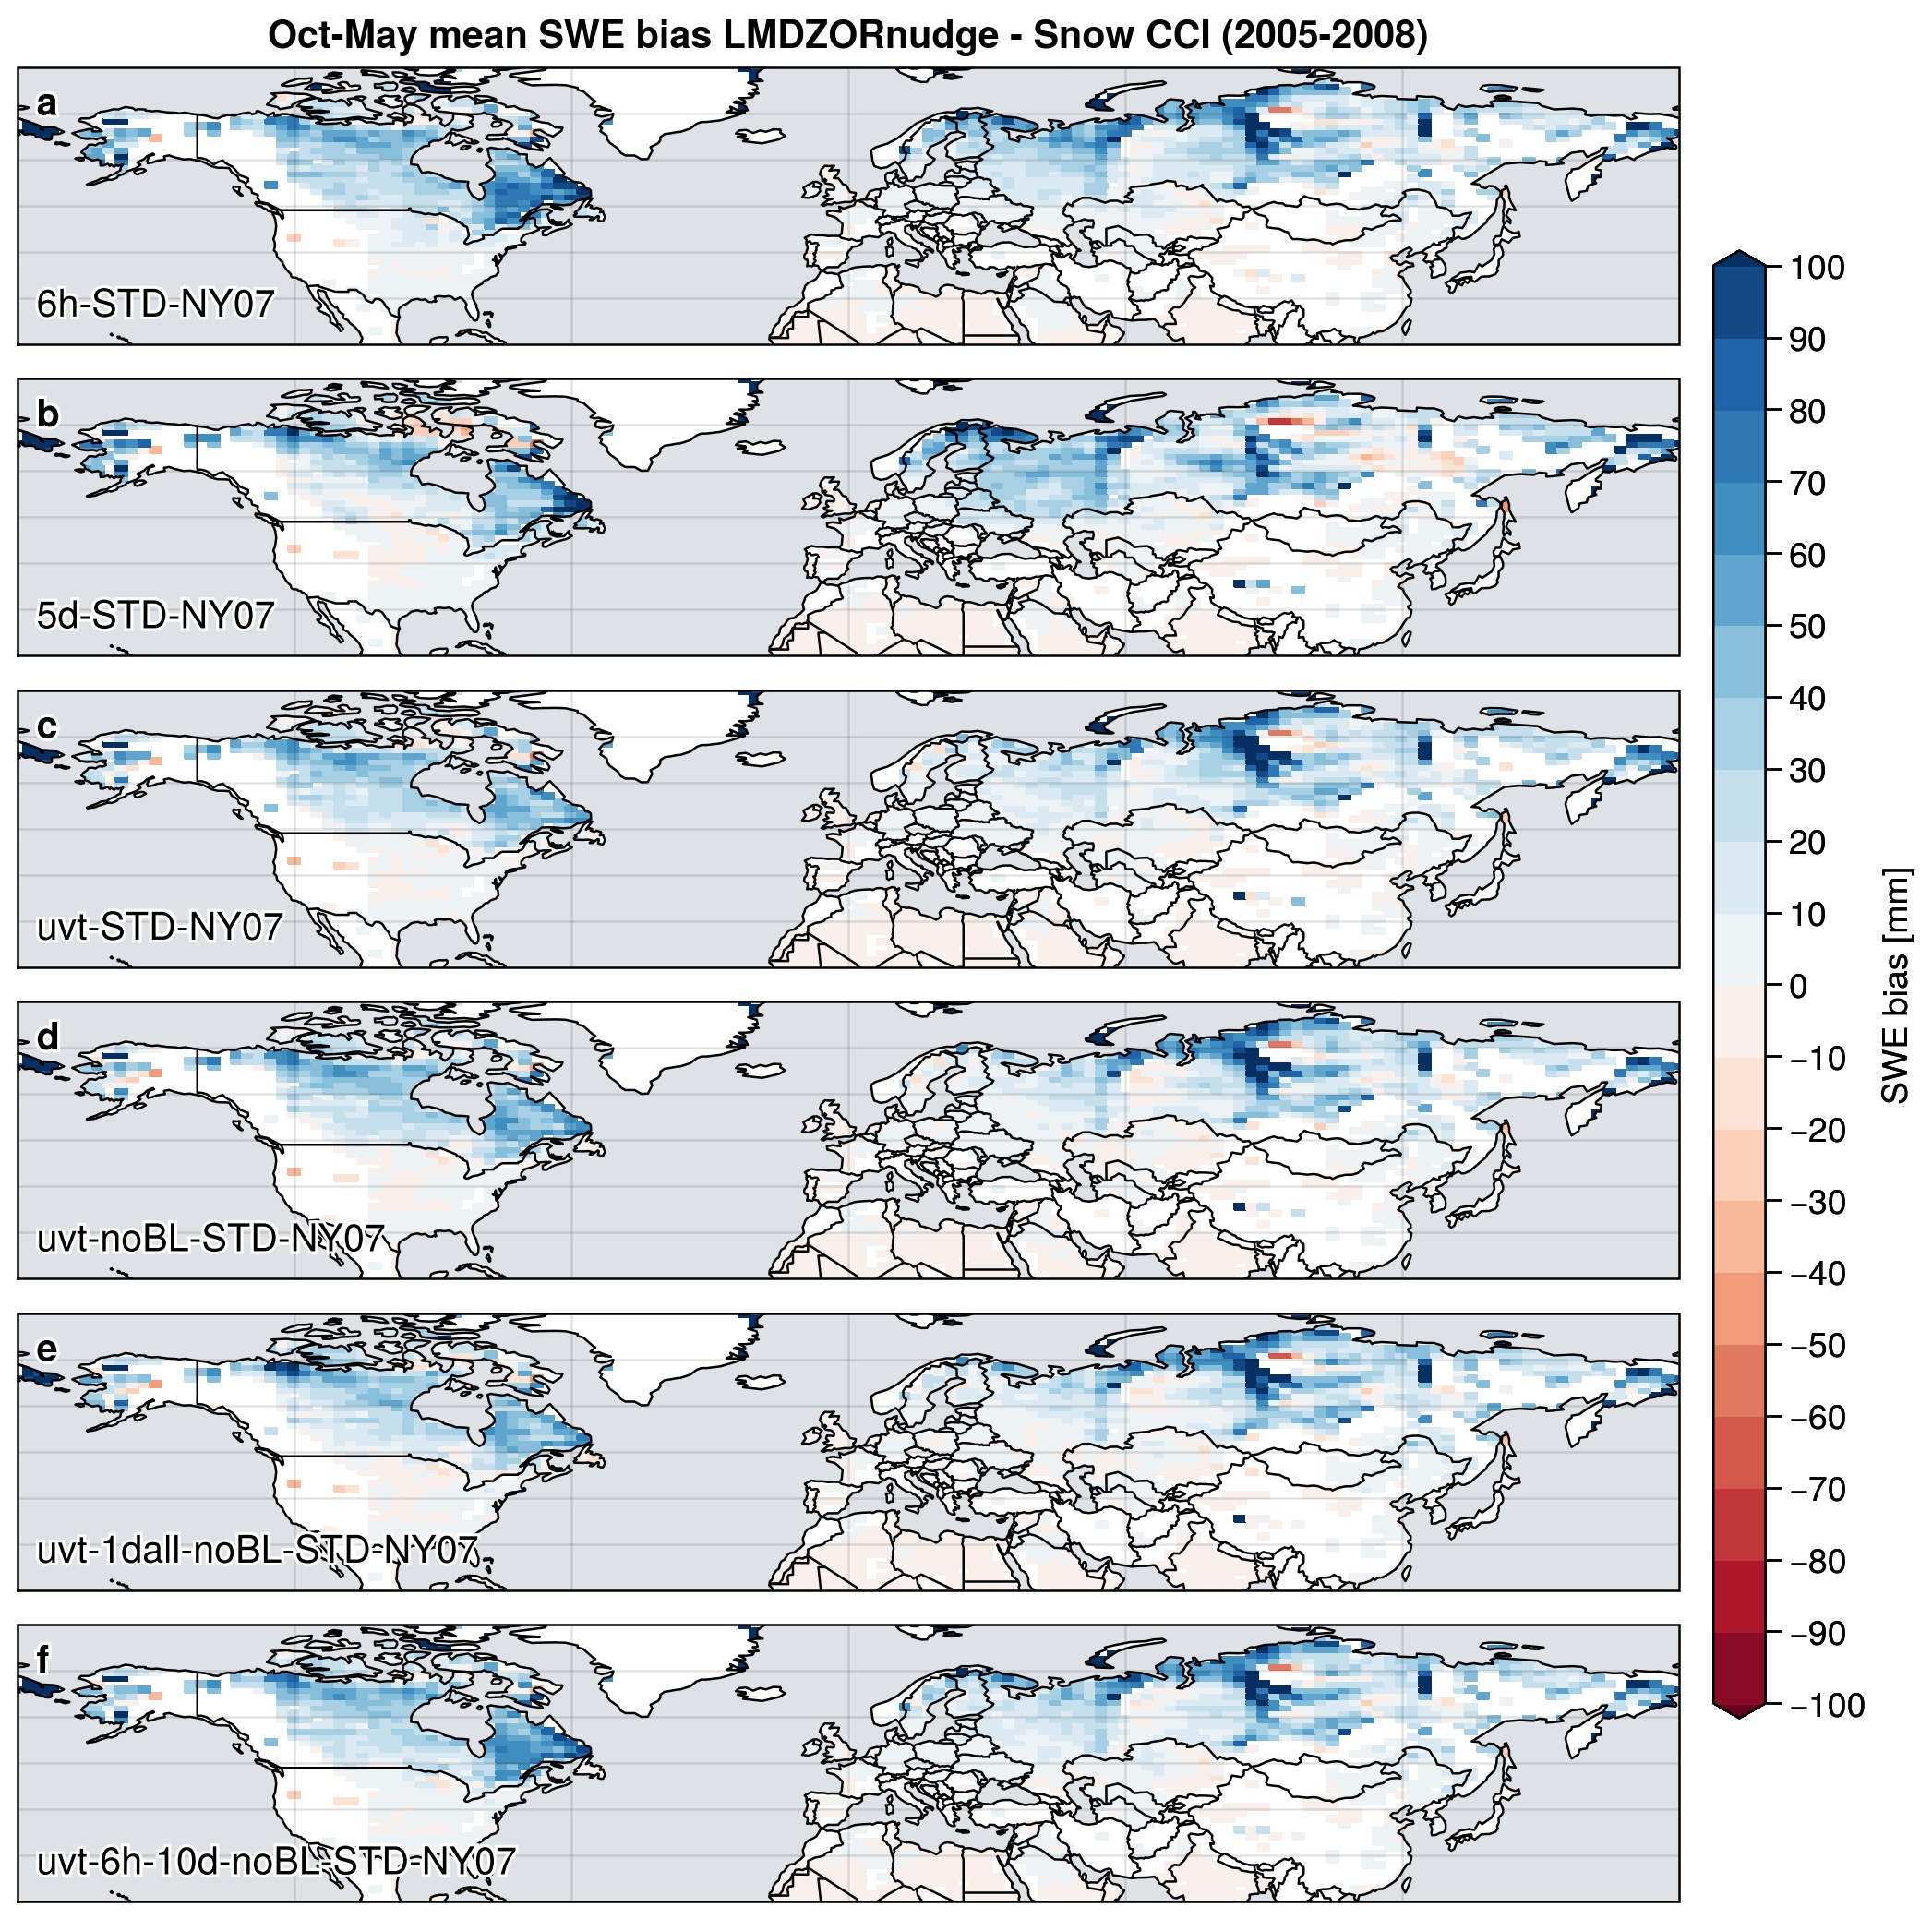 Oct-May mean SWE bias LMDZORnudge - Snow CCI (2005-2008)
a
6h-STD-NY07
b
5d-STD-NY07
c
uvt-STD-NY07
d
uvt-noBL-STD-NY07
e
uvt-1dall-noBL-STD-NY07
f
uvt-6h-10d-noBL-STD-NY07
100
90
80
70
60
50
40
30
20
10
0
−10
−20
−30
−40
−50
−60
−70
−80
−90
−100
SWE bias [mm]